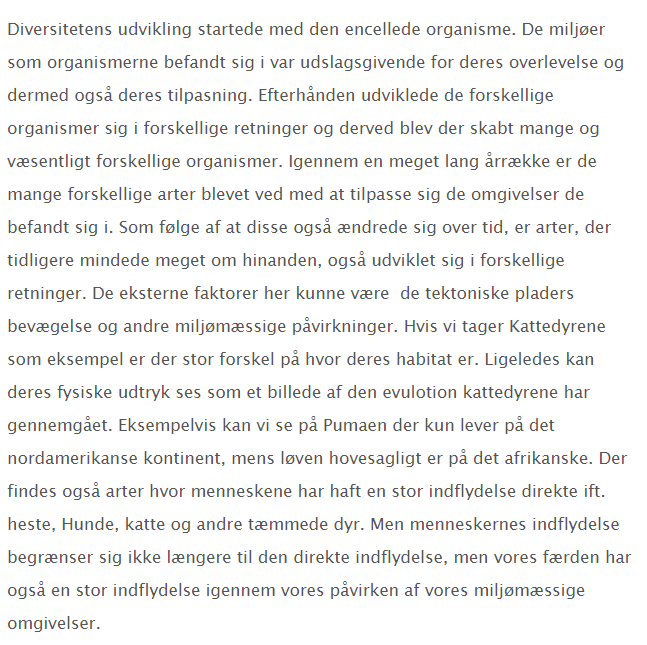 Diversitetens udvikling startede med den encellede organisme. De miljøer
som organismerne befandt sig i var udslagsgivende for deres overlevelse og
dermed også deres tilpasning. Efterhånden udviklede de forskellige
organismer sig i forskellige retninger og derved blev der skabt mange og
væsentligt forskellige organismer. Igennem en meget lang årrække er de
mange forskellige arter blevet ved med at tilpasse sig de omgivelser de
befandt sig i. Som følge af at disse også ændrede sig over tid, er arter, der
tidligere mindede meget om hinanden, også udviklet sig i forskellige
retninger. De eksterne faktorer her kunne være  de tektoniske pladers
bevægelse og andre miljømæssige påvirkninger. Hvis vi tager Kattedyrene
som eksempel er der stor forskel på hvor deres habitat er. Ligeledes kan
deres fysiske udtryk ses som et billede af den evulotion kattedyrene har
gennemgået. Eksempelvis kan vi se på Pumaen der kun lever på det
nordamerikanse kontinent, mens løven hovesagligt er på det afrikanske. Der
findes også arter hvor menneskene har haft en stor indflydelse direkte ift.
heste, Hunde, katte og andre tæmmede dyr. Men menneskernes indflydelse
begrænser sig ikke længere til den direkte indflydelse, men vores færden har
også en stor indflydelse igennem vores påvirken af vores miljømæssige
omgivelser.